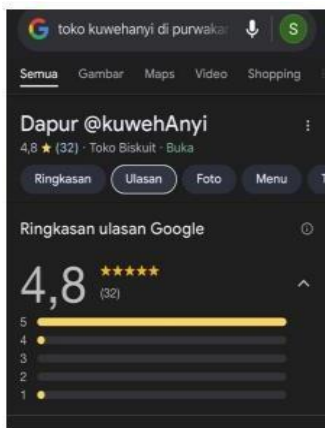 toko kuwehanyi di purwakar
S
Semua Gambar Maps Video Shopping
Dapur @kuwehAnyi
4,8 ★ (32) · Toko Biskuit · Buka
Ringkasan Ulasan Foto Menu
Ringkasan ulasan Google
4,8
(32)
5
4
3
2
1